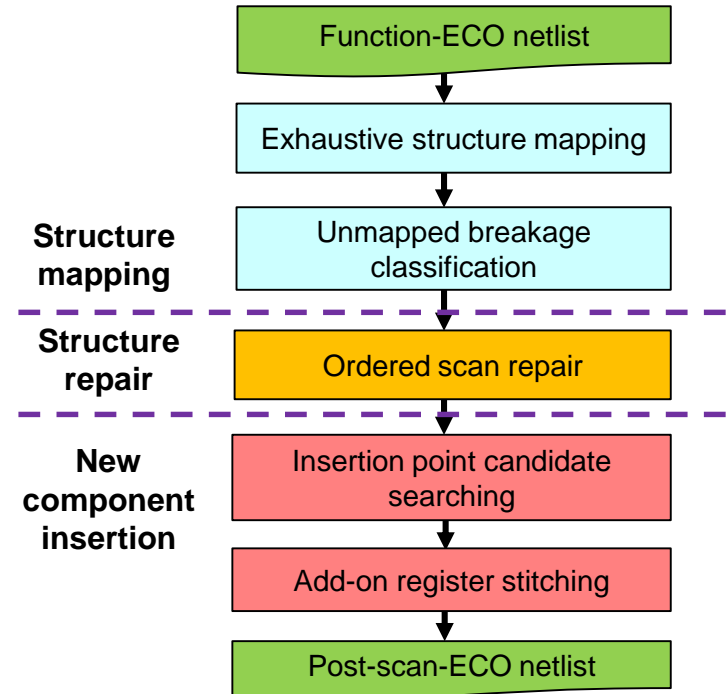 Function-ECO netlist
Exhaustive structure mapping
Structure
mapping
Unmapped breakage
classification
Structure
repair
Ordered scan repair
New
component
insertion
Insertion point candidate
searching
Add-on register stitching
Post-scan-ECO netlist